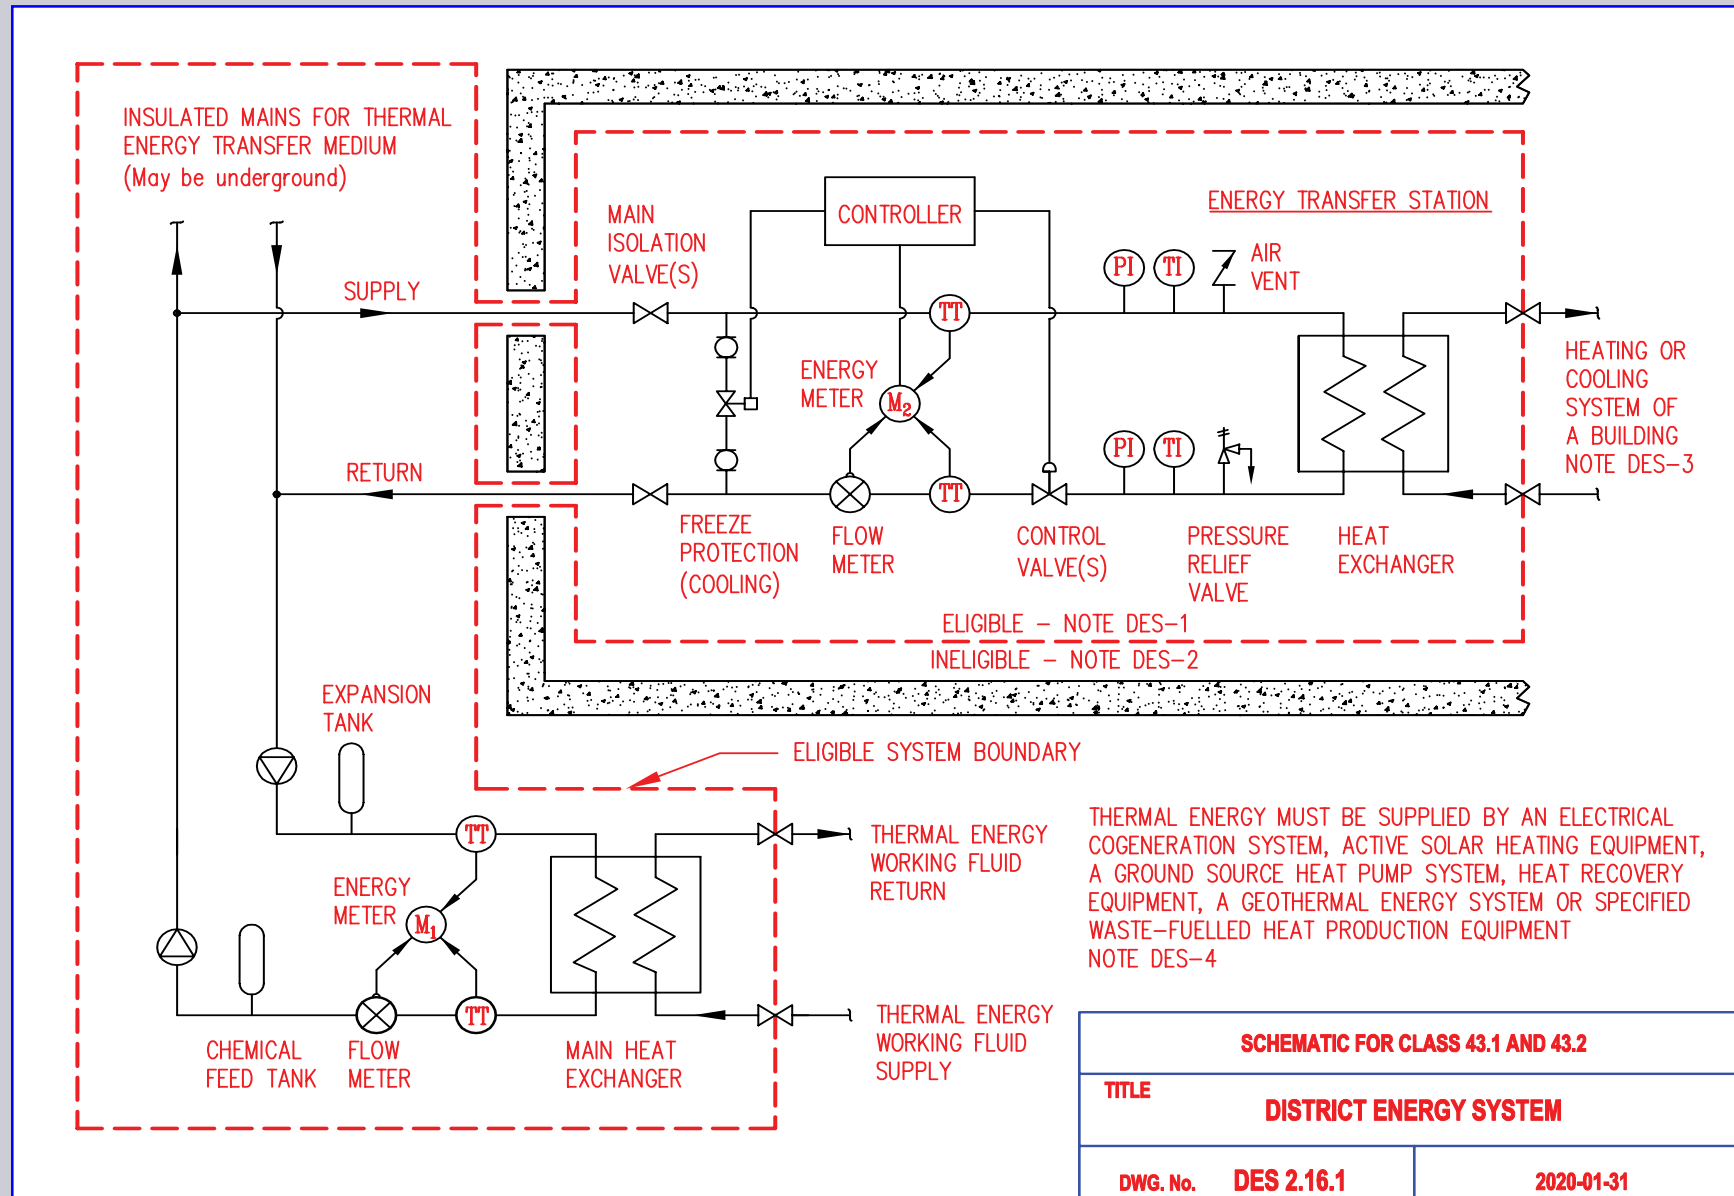 INSULATED MAINS FOR THERMAL
ENERGY TRANSFER MEDIUM
(May be underground)
SUPPLY
RETURN
MAIN
ISOLATION
VALVE(S)
CONTROLLER
ENERGY TRANSFER STATION
PI
TI
AIR
VENT
TT
ENERGY
METER
M2
PI
TI
TT
HEATING OR
COOLING
SYSTEM OF
A BUILDING
NOTE DES-3
FREEZE
PROTECTION
(COOLING)
FLOW
METER
CONTROL
VALVE(S)
PRESSURE
RELIEF
VALVE
HEAT
EXCHANGER
ELIGIBLE - NOTE DES-1
INELIGIBLE - NOTE DES-2
EXPANSION
TANK
ELIGIBLE SYSTEM BOUNDARY
TT
ENERGY
METER
M1
TT
THERMAL ENERGY
WORKING FLUID
RETURN
THERMAL ENERGY
WORKING FLUID
SUPPLY
CHEMICAL
FEED TANK
FLOW
METER
MAIN HEAT
EXCHANGER
THERMAL ENERGY MUST BE SUPPLIED BY AN ELECTRICAL
COGENERATION SYSTEM, ACTIVE SOLAR HEATING EQUIPMENT,
A GROUND SOURCE HEAT PUMP SYSTEM, HEAT RECOVERY
EQUIPMENT, A GEOTHERMAL ENERGY SYSTEM OR SPECIFIED
WASTE-FUELLED HEAT PRODUCTION EQUIPMENT
NOTE DES-4
SCHEMATIC FOR CLASS 43.1 AND 43.2
TITLE
DISTRICT ENERGY SYSTEM
DWG. No. DES 2.16.1
2020-01-31